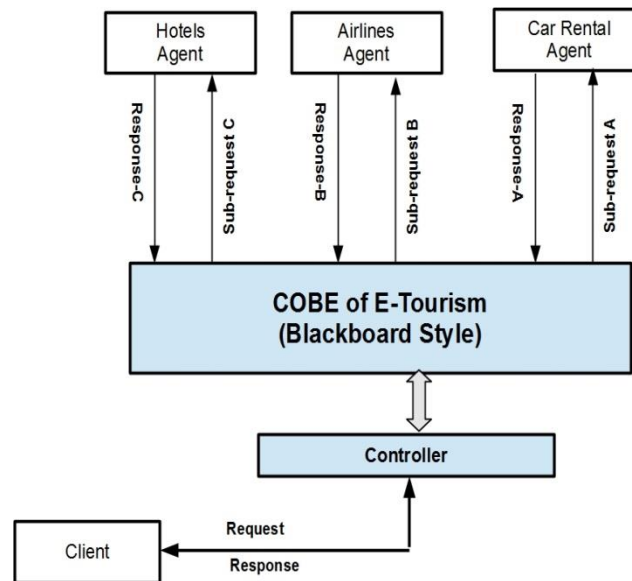 Hotels
Agent
Airlines
Agent
Car Rental
Agent
Response-C
Sub-request C
Response-B
Sub-request B
Response-A
Sub-request A
COBE of E-Tourism
(Blackboard Style)
Controller
Client
Request
Response